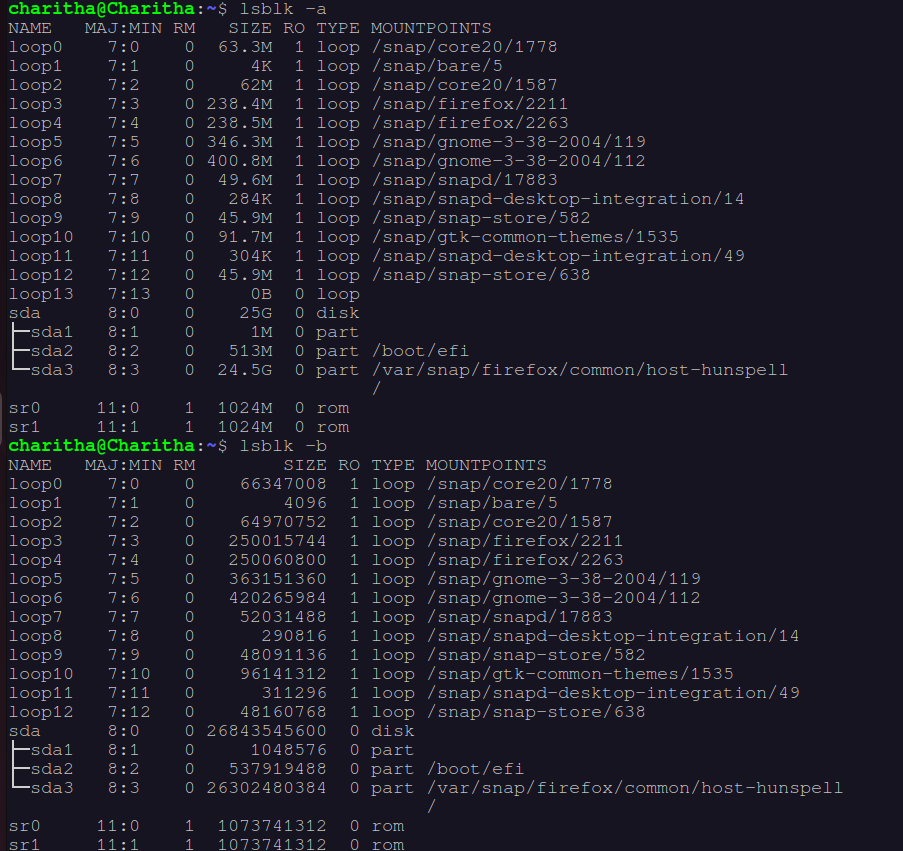 charitha@Charitha:~$ lsblk -a
NAME   MAJ:MIN RM   SIZE RO TYPE MOUNTPOINTS
loop0    7:0    0  63.3M  1 loop /snap/core20/1778
loop1    7:1    0     4K  1 loop /snap/bare/5
loop2    7:2    0    62M  1 loop /snap/core20/1587
loop3    7:3    0 238.4M  1 loop /snap/firefox/2211
loop4    7:4    0 238.5M  1 loop /snap/firefox/2263
loop5    7:5    0 346.3M  1 loop /snap/gnome-3-38-2004/119
loop6    7:6    0 400.8M  1 loop /snap/gnome-3-38-2004/112
loop7    7:7    0  49.6M  1 loop /snap/snapd/17883
loop8    7:8    0   284K  1 loop /snap/snapd-desktop-integration/14
loop9    7:9    0  45.9M  1 loop /snap/snap-store/582
loop10   7:10   0  91.7M  1 loop /snap/gtk-common-themes/1535
loop11   7:11   0   304K  1 loop /snap/snapd-desktop-integration/49
loop12   7:12   0  45.9M  1 loop /snap/snap-store/638
loop13   7:13   0     0B  0 loop
sda      8:0    0    25G  0 disk
├─sda1   8:1    0     1M  0 part
├─sda2   8:2    0   513M  0 part /boot/efi
└─sda3   8:3    0  24.5G  0 part /var/snap/firefox/common/host-hunspell
                                 /
sr0     11:0    1  1024M  0 rom
sr1     11:1    1  1024M  0 rom
charitha@Charitha:~$ lsblk -b
NAME   MAJ:MIN RM        SIZE RO TYPE MOUNTPOINTS
loop0    7:0    0    66347008  1 loop /snap/core20/1778
loop1    7:1    0        4096  1 loop /snap/bare/5
loop2    7:2    0    64970752  1 loop /snap/core20/1587
loop3    7:3    0   250015744  1 loop /snap/firefox/2211
loop4    7:4    0   250060800  1 loop /snap/firefox/2263
loop5    7:5    0   363151360  1 loop /snap/gnome-3-38-2004/119
loop6    7:6    0   420265984  1 loop /snap/gnome-3-38-2004/112
loop7    7:7    0    52031488  1 loop /snap/snapd/17883
loop8    7:8    0      290816  1 loop /snap/snapd-desktop-integration/14
loop9    7:9    0    48091136  1 loop /snap/snap-store/582
loop10   7:10   0    96141312  1 loop /snap/gtk-common-themes/1535
loop11   7:11   0      311296  1 loop /snap/snapd-desktop-integration/49
loop12   7:12   0    48160768  1 loop /snap/snap-store/638
sda      8:0    0 26843545600  0 disk
├─sda1   8:1    0     1048576  0 part
├─sda2   8:2    0   537919488  0 part /boot/efi
└─sda3   8:3    0 26302480384  0 part /var/snap/firefox/common/host-hunspell
                                      /
sr0     11:0    1  1073741312  0 rom
sr1     11:1    1  1073741312  0 rom